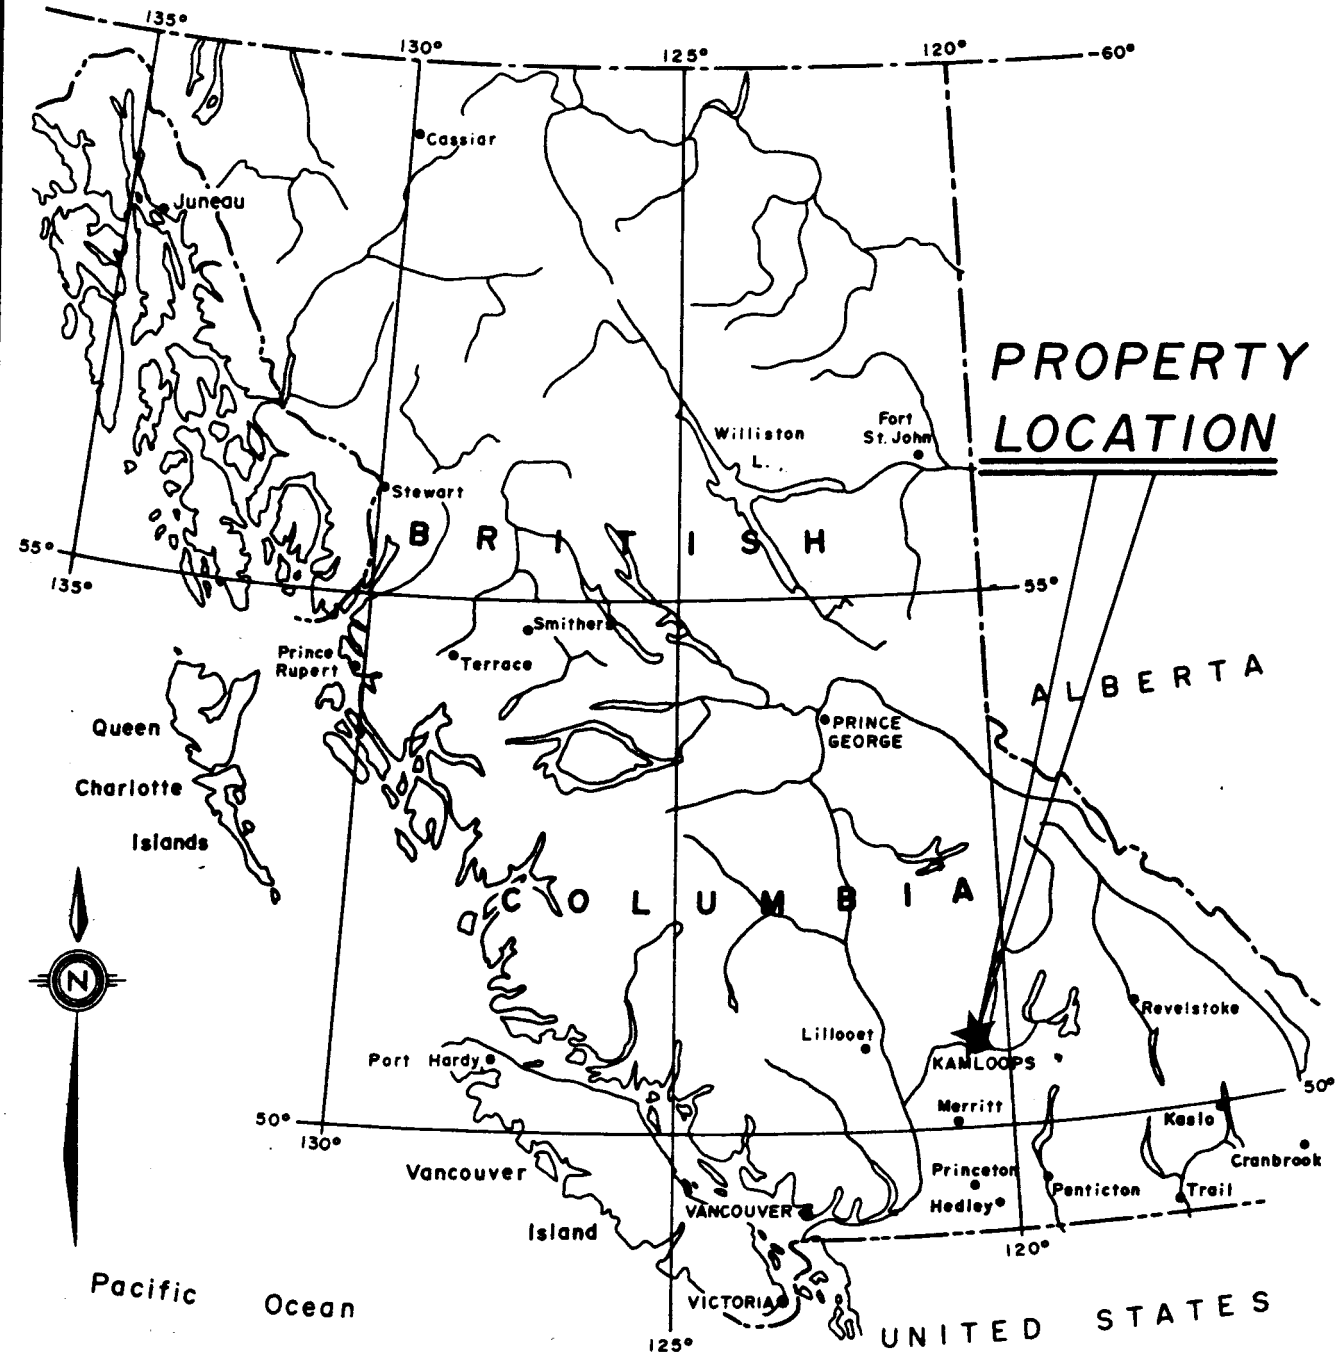 135°
130°
125°
120°
60°
Cassiar
Juneau
PROPERTY
LOCATION
Williston
L.
Fort
St. John
Stewart
BRITISH
55°
135°
55°
Smithers
Terrace
Prince
Rupert
ALBERTA
Queen
Charlotte
Islands
PRINCE
GEORGE
COLUMBIA
N
Revelstoke
Lillooet
Port Hardy
KAMLOOPS
50°
50°
130°
Merritt
Kaslo
Cranbrook
Vancouver
Island
Princeton
Hedley
Penticton
Trail
VANCOUVER
120°
Pacific Ocean
VICTORIA
UNITED STATES
125°